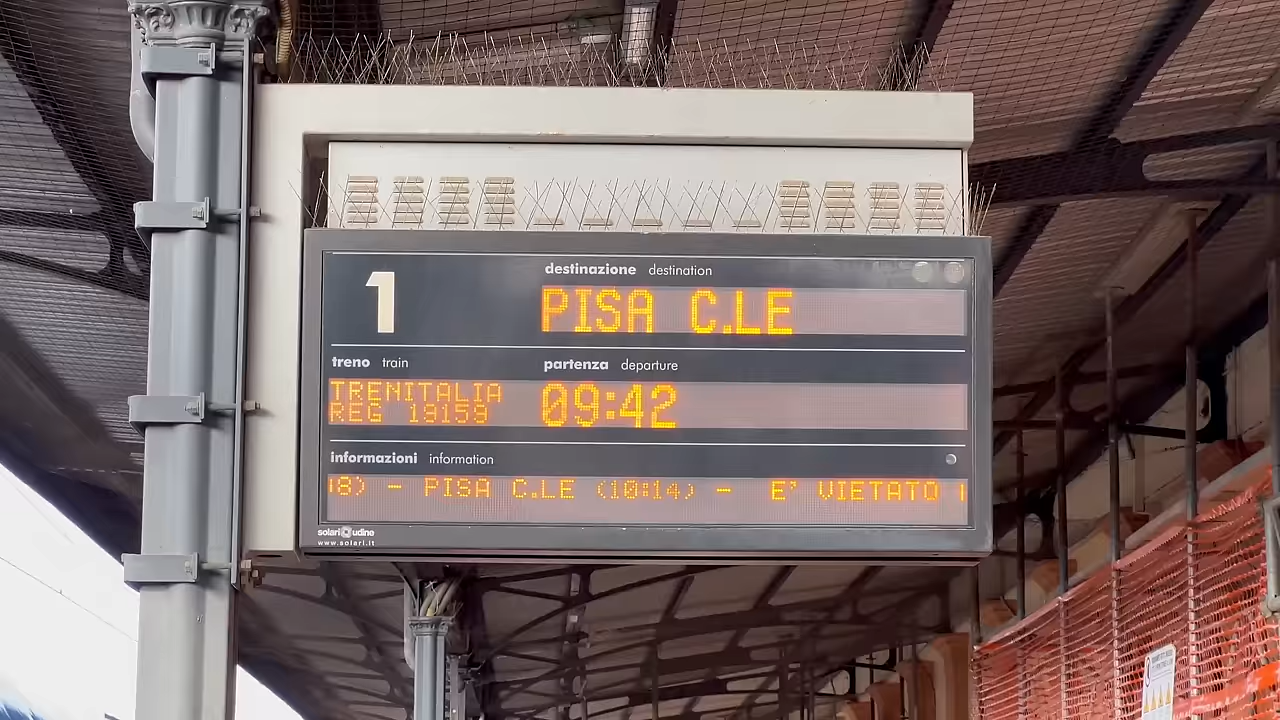 destinazione destination
1
PISA C.LE
treno train
partenza departure
TRENITALIA
REG 19159
09:42
informazioni information
8) - PISA C.LE (10:14) - E' VIETATO
solari udine
www.solari.it